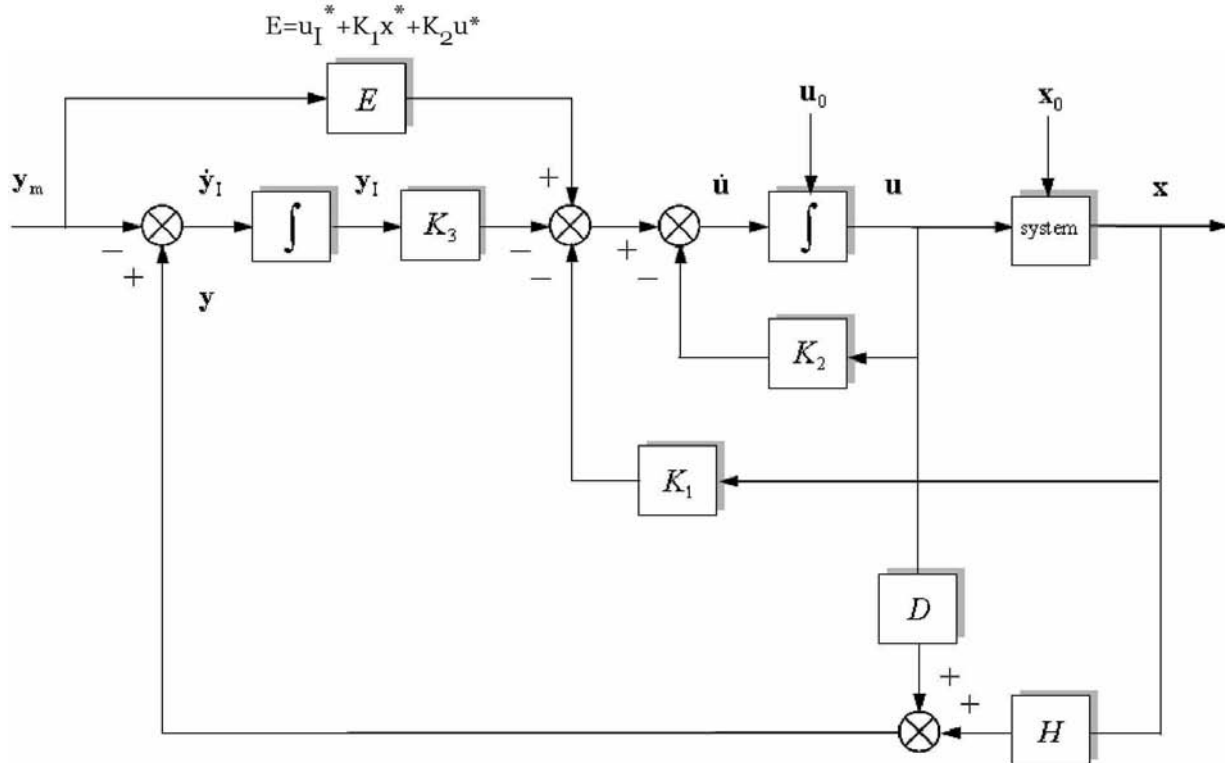 E=u_I^*+K_1x^*+K_2u*
E
u_0
x_0
y_m
ẏ_I
y_I
u̇
u
x
∫
K_3
∫
system
+
−
−
+
−
−
+
y
K_2
K_1
D
+
+
H